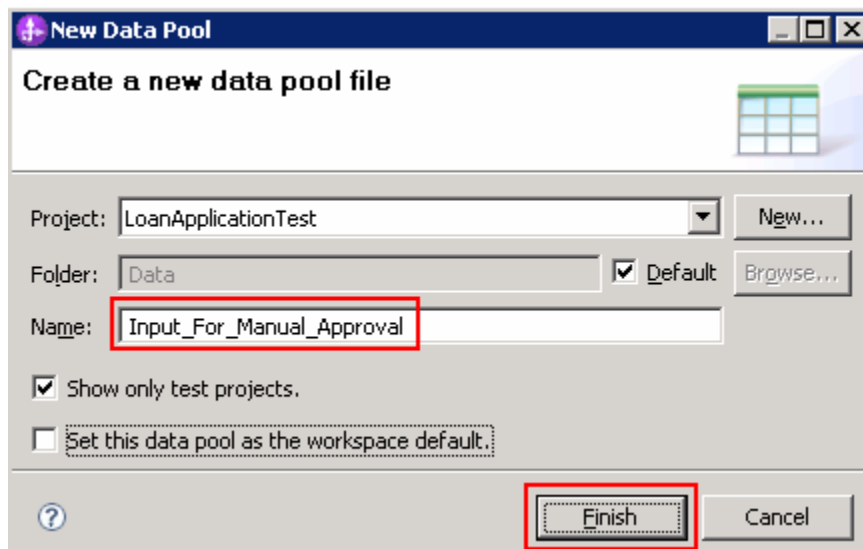 New Data Pool
Create a new data pool file
Project: LoanApplicationTest New...
Folder: Data Default Browse...
Name: Input_For_Manual_Approval
Show only test projects.
Set this data pool as the workspace default.
? Finish Cancel